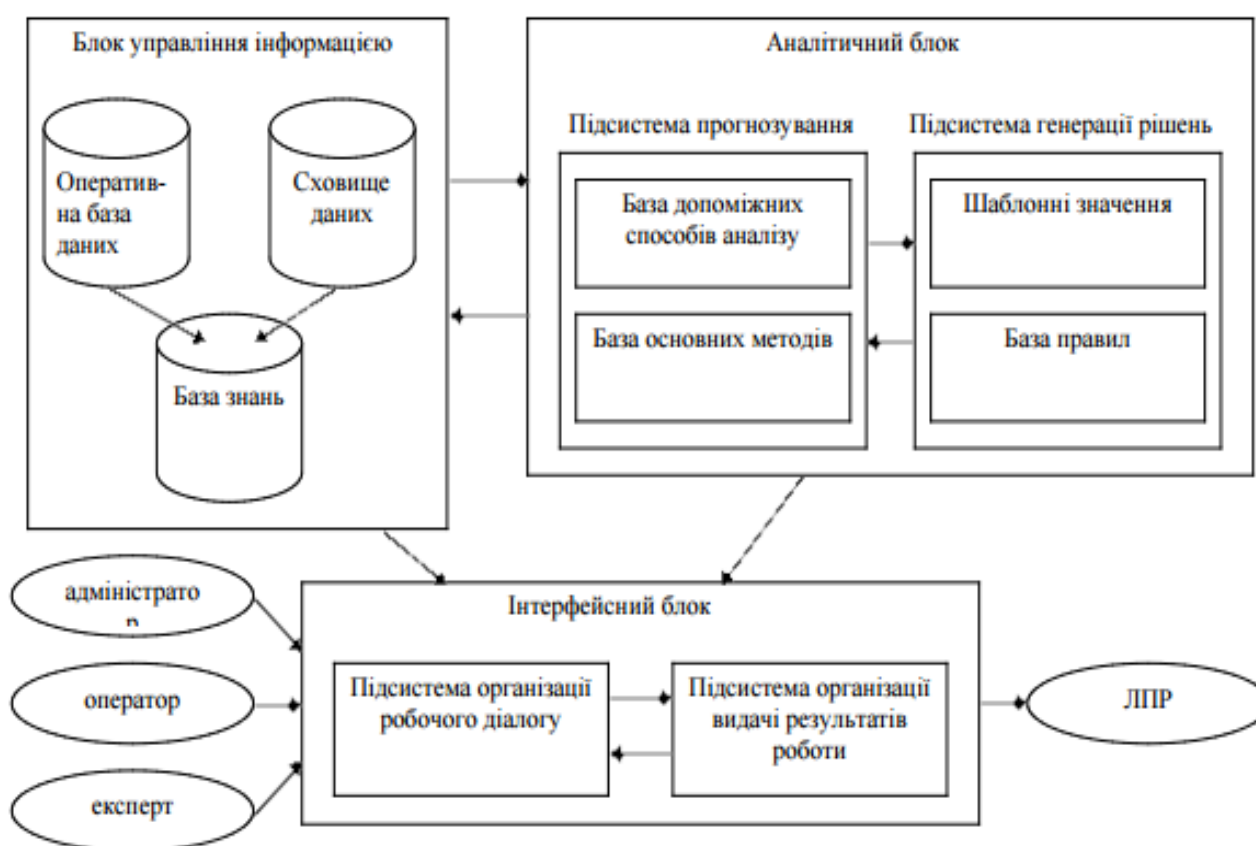 Блок управління інформацією
Оператив-
на база
даних
Сховище
даних
База знань
Аналітичний блок
Підсистема прогнозування
База допоміжних
способів аналізу
База основних методів
Підсистема генерації рішень
Шаблонні значення
База правил
адміністрато
р
оператор
експерт
Інтерфейсний блок
Підсистема організації
робочого діалогу
Підсистема організації
видачі результатів
роботи
ЛПР